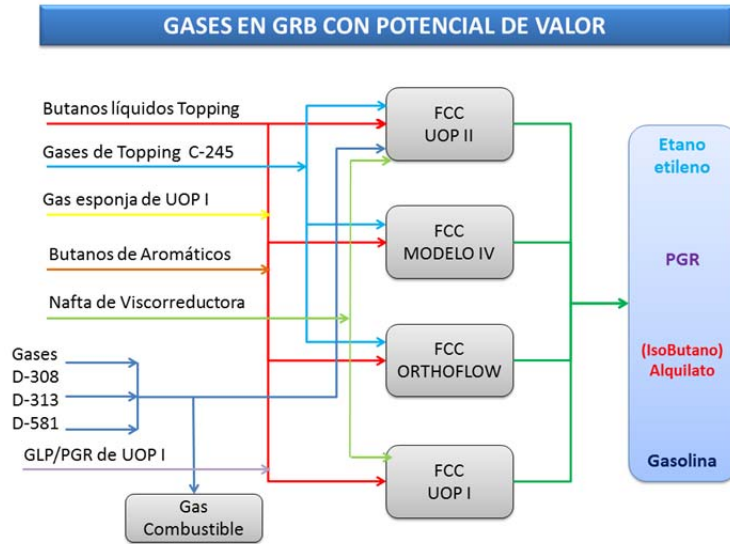 GASES EN GRB CON POTENCIAL DE VALOR
Butanos líquidos Topping
Gases de Topping C-245
Gas esponja de UOP I
Butanos de Aromáticos
Nafta de Viscorreductora
Gases
D-308
D-313
D-581
GLP/PGR de UOP I
Gas
Combustible
FCC
UOP II
FCC
MODELO IV
FCC
ORTHOFLOW
FCC
UOP I
Etano
etileno
PGR
(IsoButano)
Alquilato
Gasolina